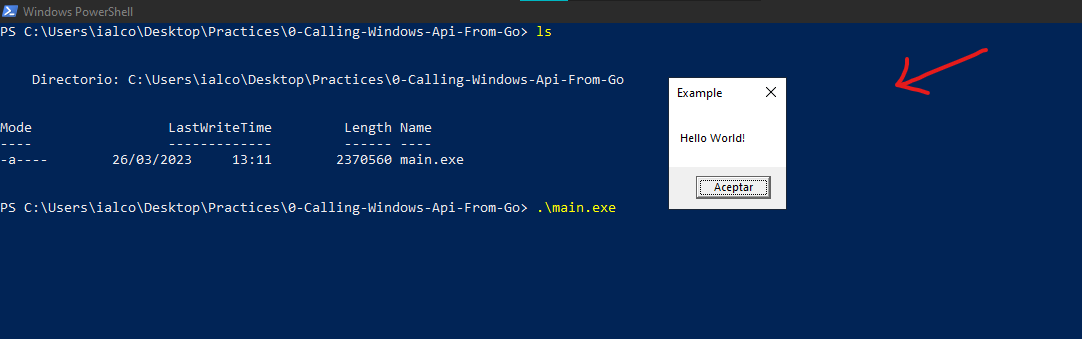 Windows PowerShell
PS C:\Users\ialco\Desktop\Practices\0-Calling-Windows-Api-From-Go> ls
Directorio: C:\Users\ialco\Desktop\Practices\0-Calling-Windows-Api-From-Go
Mode LastWriteTime Length Name
---- ------------- ------ ----
-a---- 26/03/2023 13:11 2370560 main.exe
PS C:\Users\ialco\Desktop\Practices\0-Calling-Windows-Api-From-Go> .\main.exe
Example
Hello World!
Aceptar